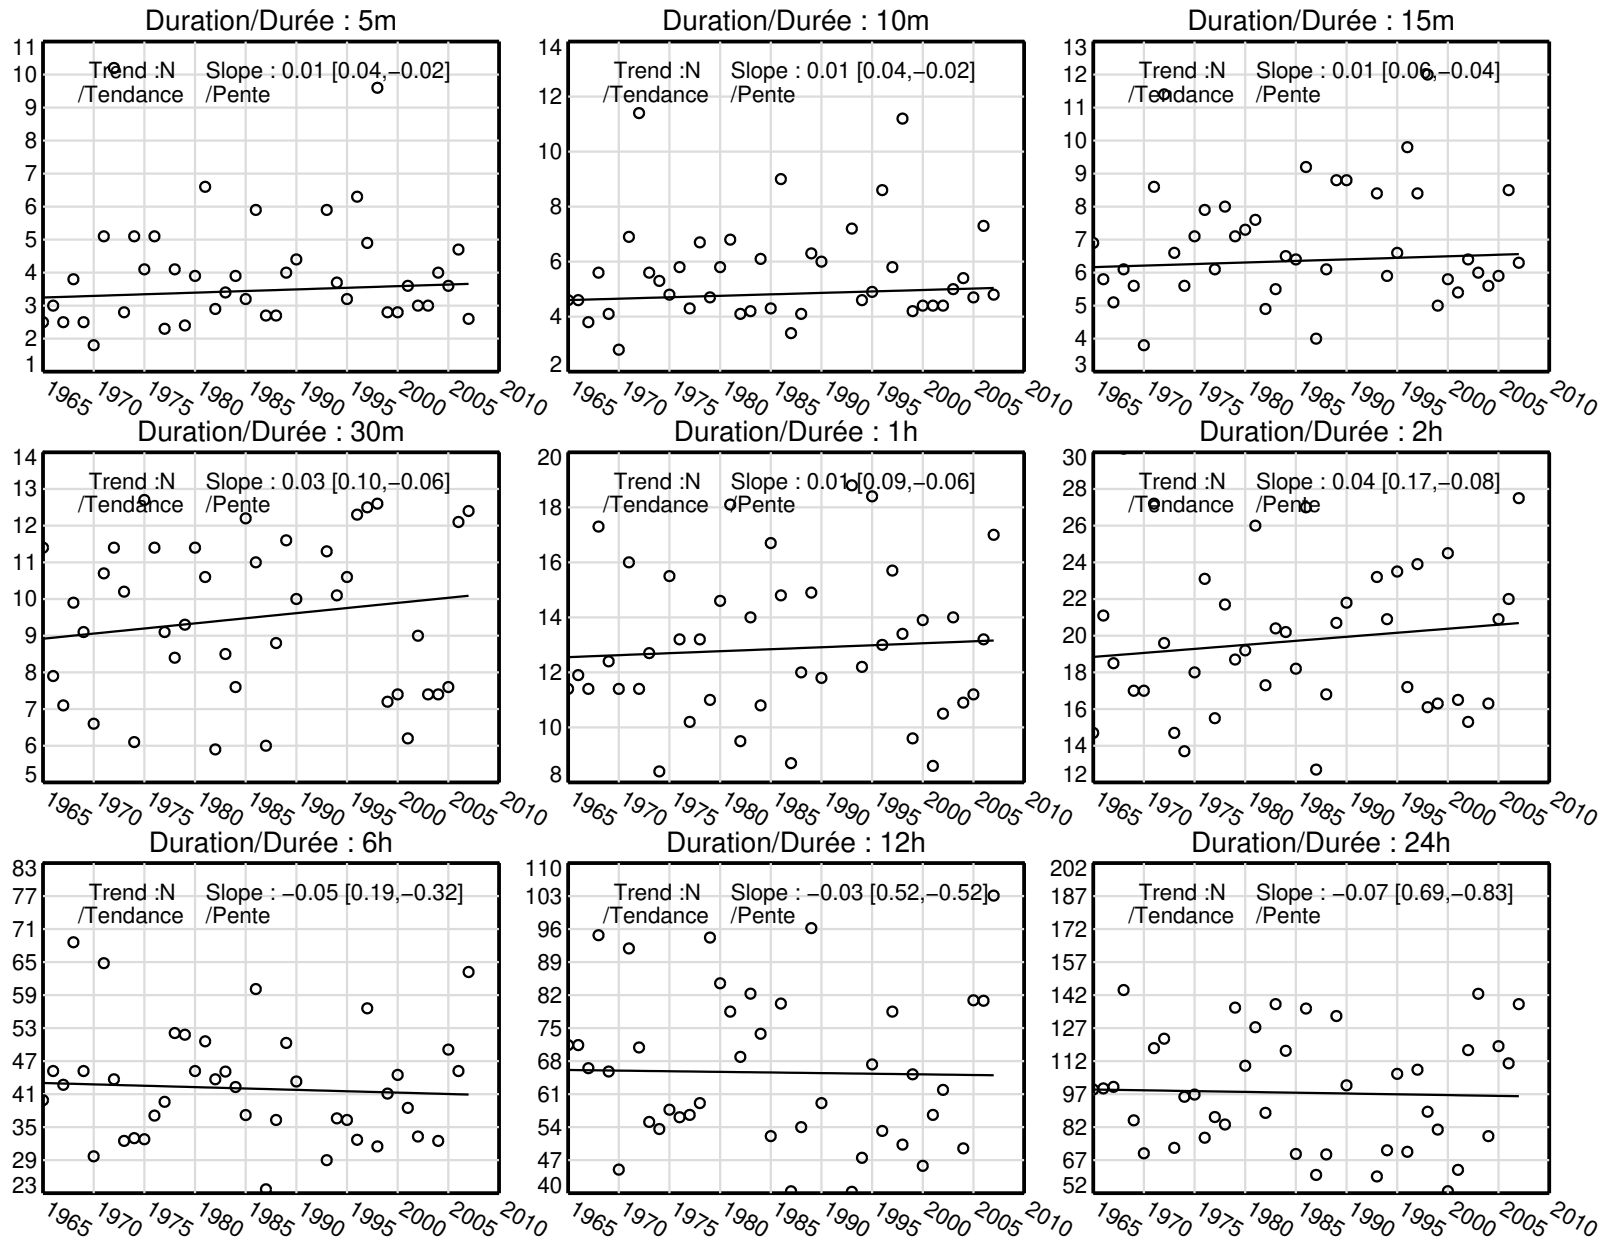 Duration/Durée : 5m
Trend :N Slope : 0.01 [0.04,−0.02]
/Tendance /Pente
11
10
9
8
7
6
5
4
3
2
1
1965 1970 1975 1980 1985 1990 1995 2000 2005 2010
Duration/Durée : 10m
Trend :N Slope : 0.01 [0.04,−0.02]
/Tendance /Pente
14
12
10
8
6
4
2
1965 1970 1975 1980 1985 1990 1995 2000 2005 2010
Duration/Durée : 15m
Trend :N Slope : 0.01 [0.06,−0.04]
/Tendance /Pente
13
12
11
10
9
8
7
6
5
4
3
1965 1970 1975 1980 1985 1990 1995 2000 2005 2010
Duration/Durée : 30m
Trend :N Slope : 0.03 [0.10,−0.06]
/Tendance /Pente
14
13
12
11
10
9
8
7
6
5
1965 1970 1975 1980 1985 1990 1995 2000 2005 2010
Duration/Durée : 1h
Trend :N Slope : 0.01 [0.09,−0.06]
/Tendance /Pente
20
18
16
14
12
10
8
1965 1970 1975 1980 1985 1990 1995 2000 2005 2010
Duration/Durée : 2h
Trend :N Slope : 0.04 [0.17,−0.08]
/Tendance /Pente
30
28
26
24
22
20
18
16
14
12
1965 1970 1975 1980 1985 1990 1995 2000 2005 2010
Duration/Durée : 6h
Trend :N Slope : −0.05 [0.19,−0.32]
/Tendance /Pente
83
77
71
65
59
53
47
41
35
29
23
1965 1970 1975 1980 1985 1990 1995 2000 2005 2010
Duration/Durée : 12h
Trend :N Slope : −0.03 [0.52,−0.52]
/Tendance /Pente
110
103
96
89
82
75
68
61
54
47
40
1965 1970 1975 1980 1985 1990 1995 2000 2005 2010
Duration/Durée : 24h
Trend :N Slope : −0.07 [0.69,−0.83]
/Tendance /Pente
202
187
172
157
142
127
112
97
82
67
52
1965 1970 1975 1980 1985 1990 1995 2000 2005 2010